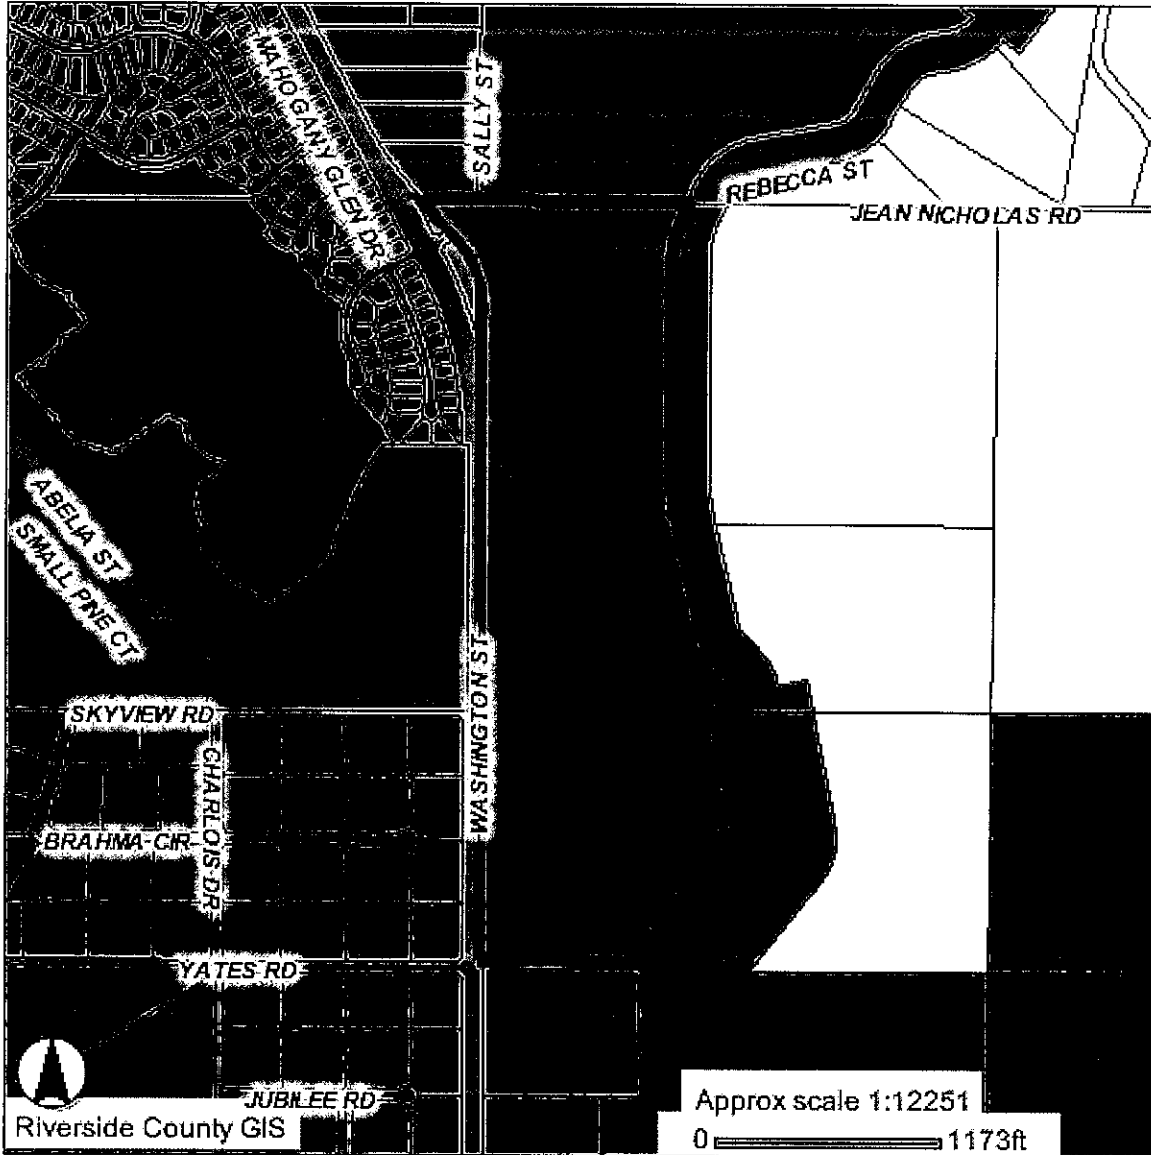 MAHOGANY GLEN DR
SALLY ST
REBECCA ST
JEAN NICHOLAS RD
ABELIA ST
SMALL PINE CT
WASHINGTON ST
SKYVIEW RD
CHARLOIS DR
BRAHMA CIR
YATES RD
JUBILEE RD
Riverside County GIS
Approx scale 1:12251
0 1173ft